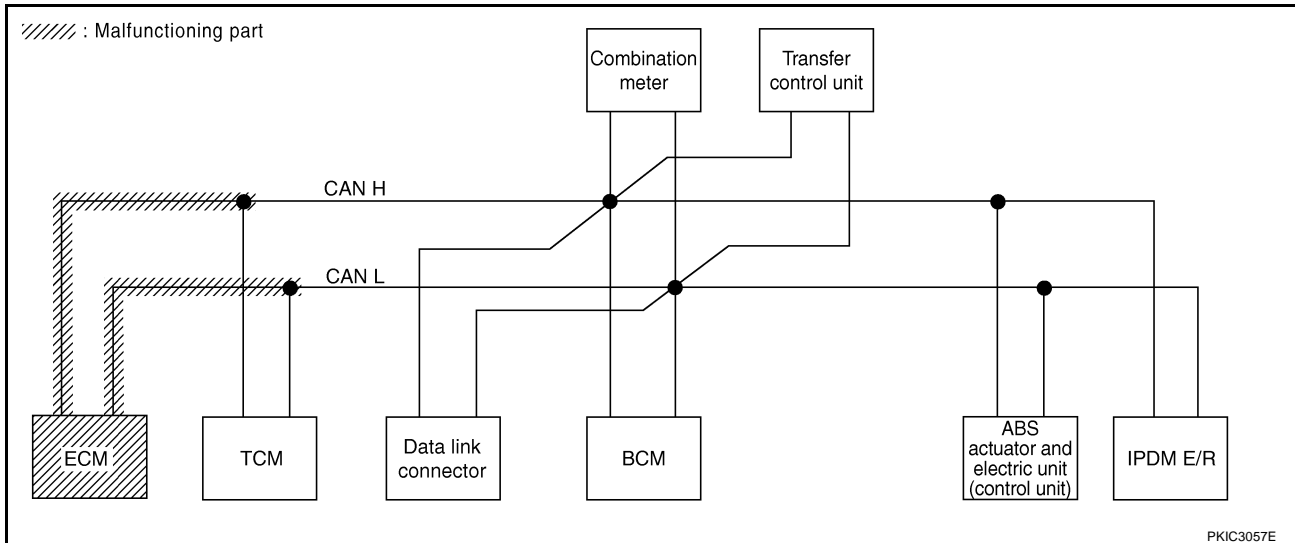 : Malfunctioning part
Combination
meter
Transfer
control unit
CAN H
CAN L
ECM
TCM
Data link
connector
BCM
ABS
actuator and
electric unit
(control unit)
IPDM E/R
PKIC3057E